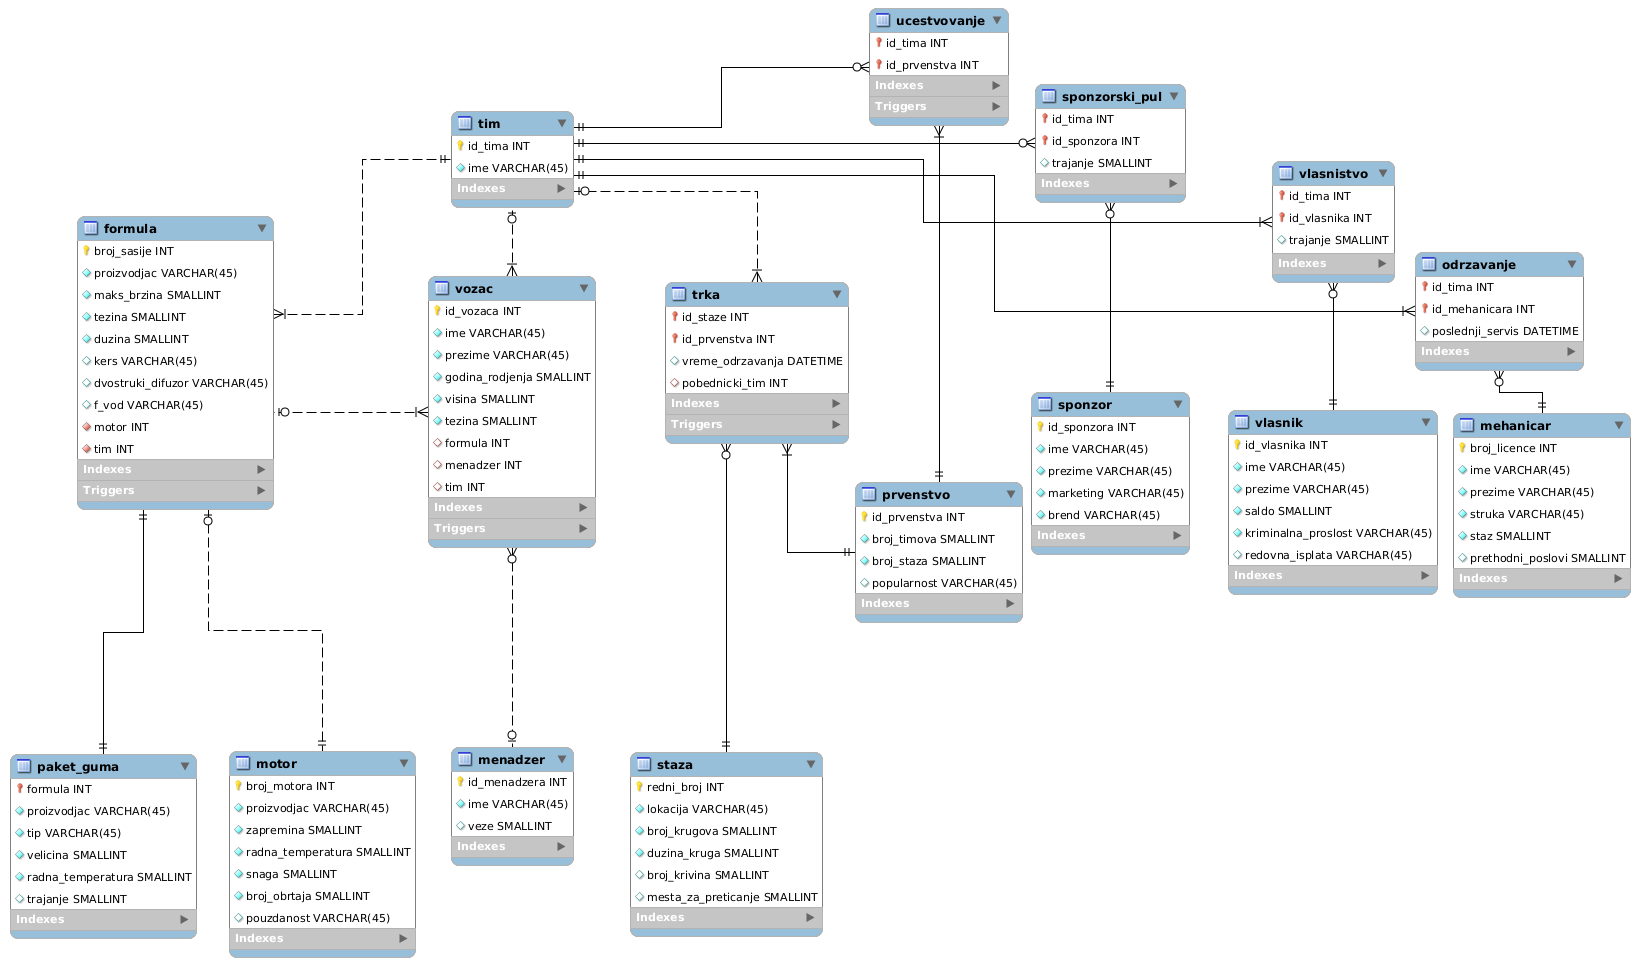 ucestvovanje
id_tima INT
id_prvenstva INT
Indexes
Triggers
sponzorski_pul
id_tima INT
id_sponzora INT
trajanje SMALLINT
Indexes
tim
id_tima INT
ime VARCHAR(45)
Indexes
vlasnistvo
id_tima INT
id_vlasnika INT
trajanje SMALLINT
Indexes
formula
broj_sasije INT
proizvodjac VARCHAR(45)
maks_brzina SMALLINT
tezina SMALLINT
duzina SMALLINT
kers VARCHAR(45)
dvostruki_difuzor VARCHAR(45)
f_vod VARCHAR(45)
motor INT
tim INT
Indexes
Triggers
odrzavanje
id_tima INT
id_mehanicara INT
poslednji_servis DATETIME
Indexes
vozac
id_vozaca INT
ime VARCHAR(45)
prezime VARCHAR(45)
godina_rodjenja SMALLINT
visina SMALLINT
tezina SMALLINT
formula INT
menadzer INT
tim INT
Indexes
Triggers
trka
id_staze INT
id_prvenstva INT
vreme_odrzavanja DATETIME
pobednicki_tim INT
Indexes
Triggers
sponzor
id_sponzora INT
ime VARCHAR(45)
prezime VARCHAR(45)
marketing VARCHAR(45)
brend VARCHAR(45)
Indexes
vlasnik
id_vlasnika INT
ime VARCHAR(45)
prezime VARCHAR(45)
saldo SMALLINT
kriminalna_proslost VARCHAR(45)
redovna_isplata VARCHAR(45)
Indexes
mehanicar
broj_licence INT
ime VARCHAR(45)
prezime VARCHAR(45)
struka VARCHAR(45)
staz SMALLINT
prethodni_poslovi SMALLINT
Indexes
prvenstvo
id_prvenstva INT
broj_timova SMALLINT
broj_staza SMALLINT
popularnost VARCHAR(45)
Indexes
paket_guma
formula INT
proizvodjac VARCHAR(45)
tip VARCHAR(45)
velicina SMALLINT
radna_temperatura SMALLINT
trajanje SMALLINT
Indexes
motor
broj_motora INT
proizvodjac VARCHAR(45)
zapremina SMALLINT
radna_temperatura SMALLINT
snaga SMALLINT
broj_obrtaja SMALLINT
pouzdanost VARCHAR(45)
Indexes
menadzer
id_menadzera INT
ime VARCHAR(45)
veze SMALLINT
Indexes
staza
redni_broj INT
lokacija VARCHAR(45)
broj_krugova SMALLINT
duzina_kruga SMALLINT
broj_krivina SMALLINT
mesta_za_preticanje SMALLINT
Indexes